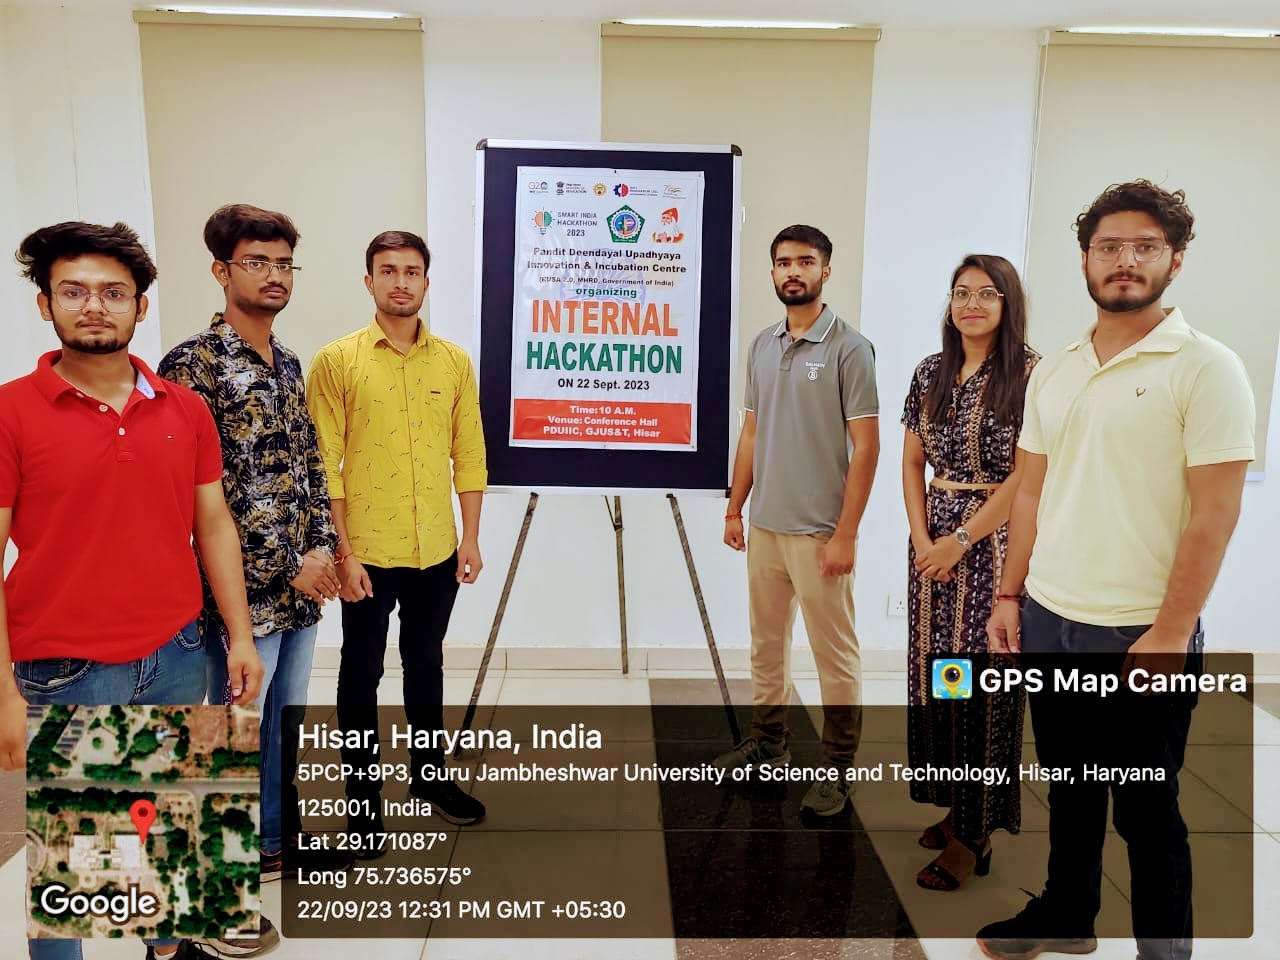 SMART INDIA
HACKATHON
2023
Pandit Deendayal Upadhyaya
Innovation & Incubation Centre
(RUSA 2.0, MHRD, Government of India)
organizing
INTERNAL
HACKATHON
ON 22 Sept. 2023
Time:10 A.M.
Venue: Conference Hall
PDUIIC, GJUS&T, Hisar
GPS Map Camera
Hisar, Haryana, India
5PCP+9P3, Guru Jambheshwar University of Science and Technology, Hisar, Haryana
125001, India
Lat 29.171087°
Long 75.736575°
22/09/23 12:31 PM GMT +05:30
Google